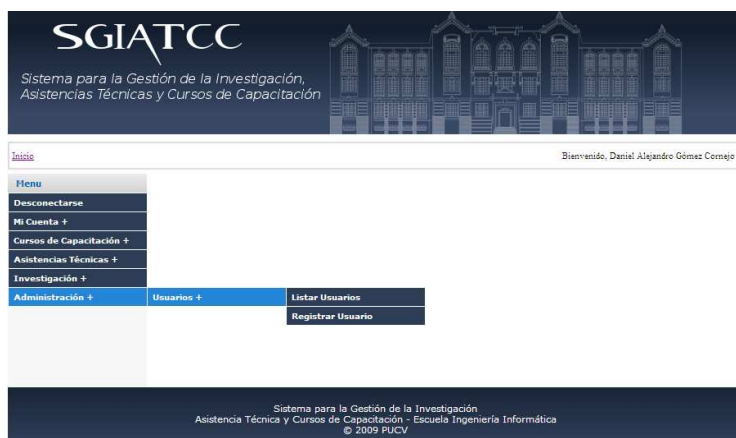 SGIATCC
Sistema para la Gestión de la Investigación,
Asistencias Técnicas y Cursos de Capacitación
Inicio
Bienvenido, Daniel Alejandro Gómez Cornejo
Menu
Desconectarse
Mi Cuenta +
Cursos de Capacitación +
Asistencias Técnicas +
Investigación +
Administración +
Usuarios +
Listar Usuarios
Registrar Usuario
Sistema para la Gestión de la Investigación
Asistencia Técnica y Cursos de Capacitación - Escuela Ingeniería Informática
© 2009 PUCV